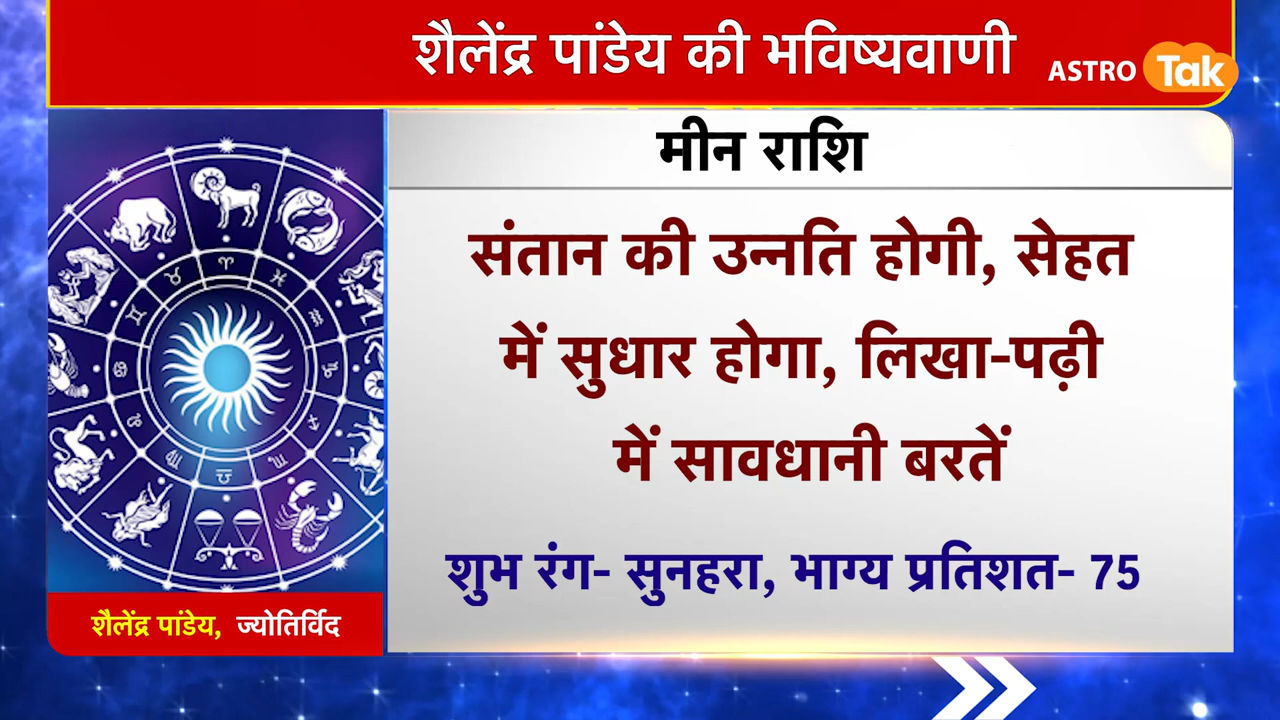 शैलेंद्र पांडेय की भविष्यवाणी
ASTRO Tak
मीन राशि
संतान की उन्नति होगी, सेहत
में सुधार होगा, लिखा-पढ़ी
में सावधानी बरतें
शुभ रंग- सुनहरा, भाग्य प्रतिशत- 75
शैलेंद्र पांडेय, ज्योतिर्विद